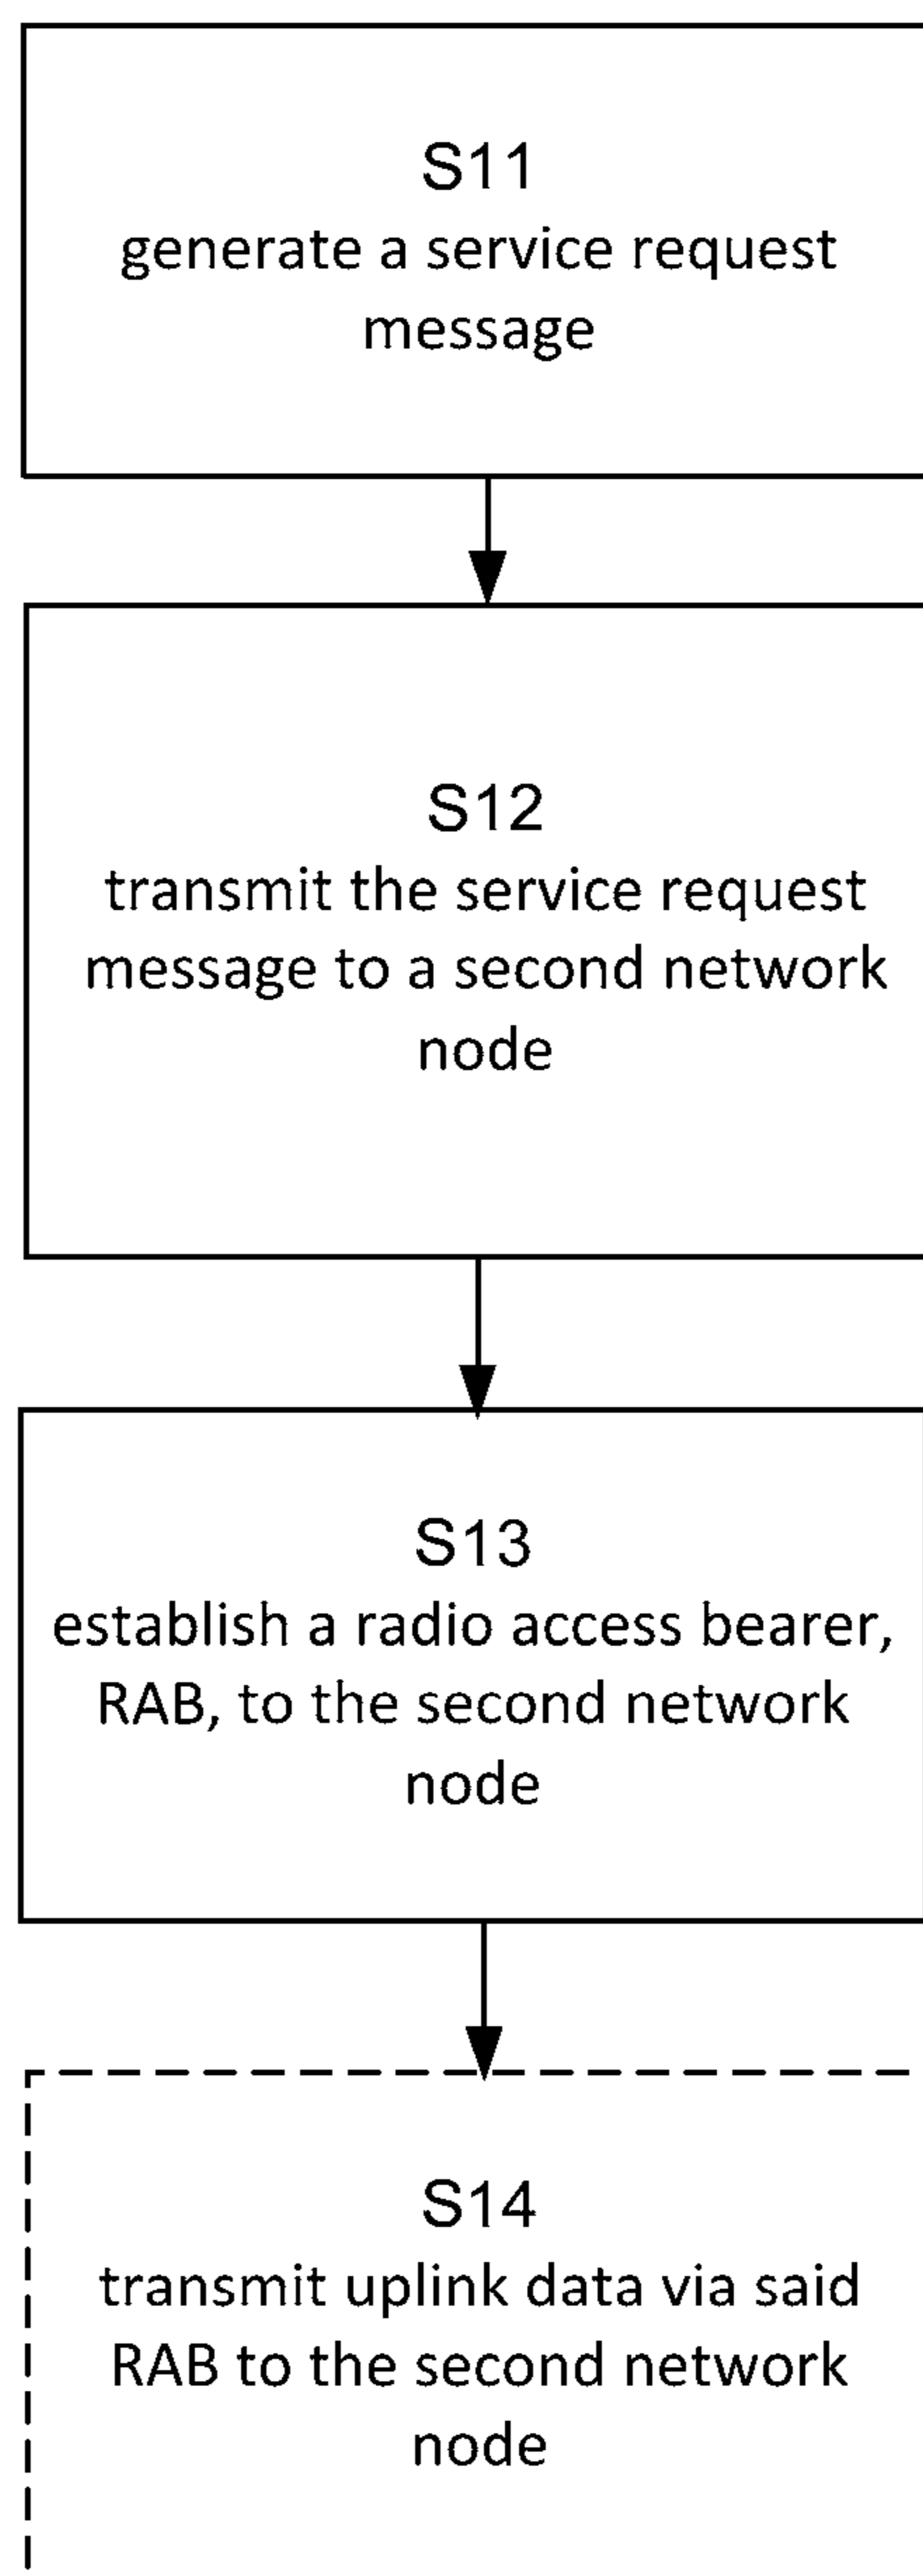 S11
generate a service request
message
S12
transmit the service request
message to a second network
node
S13
establish a radio access bearer,
RAB, to the second network
node
S14
transmit uplink data via said
RAB to the second network
node